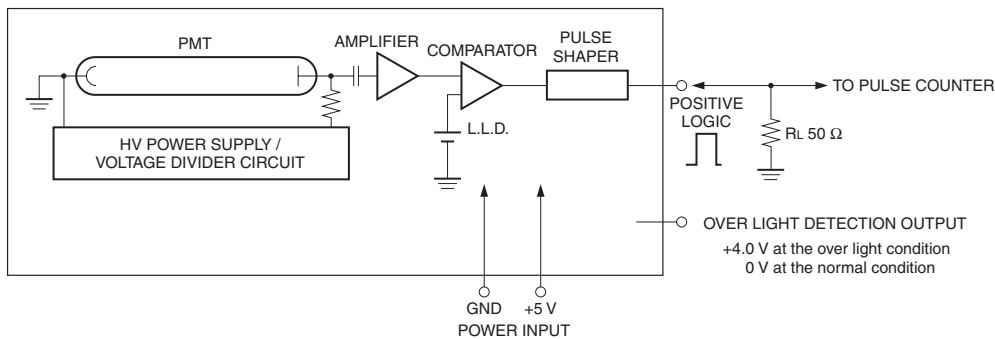 PMT
AMPLIFIER
COMPARATOR
PULSE
SHAPER
TO PULSE COUNTER
POSITIVE
LOGIC
RL 50 Ω
L.L.D.
HV POWER SUPPLY /
VOLTAGE DIVIDER CIRCUIT
OVER LIGHT DETECTION OUTPUT
+4.0 V at the over light condition
0 V at the normal condition
GND +5 V
POWER INPUT